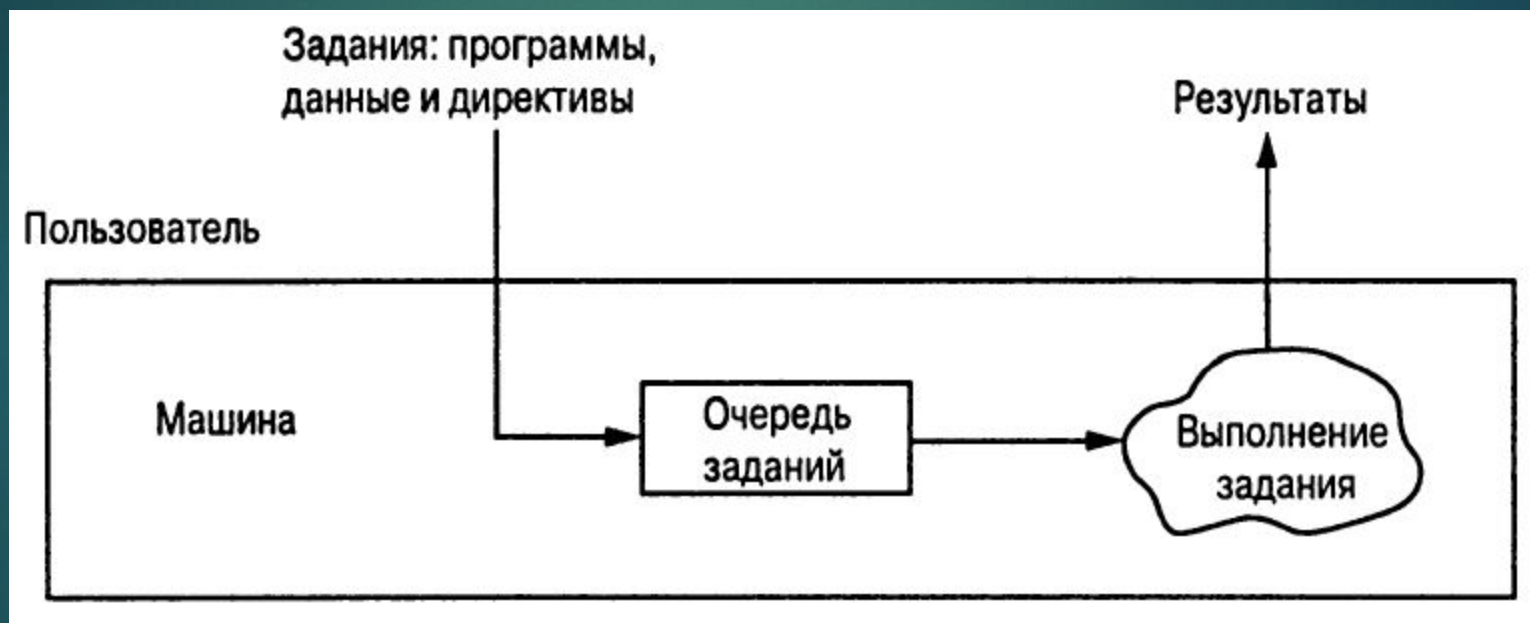 Задания: программы,
данные и директивы
Результаты
Пользователь
Машина
Очередь
заданий
Выполнение
задания